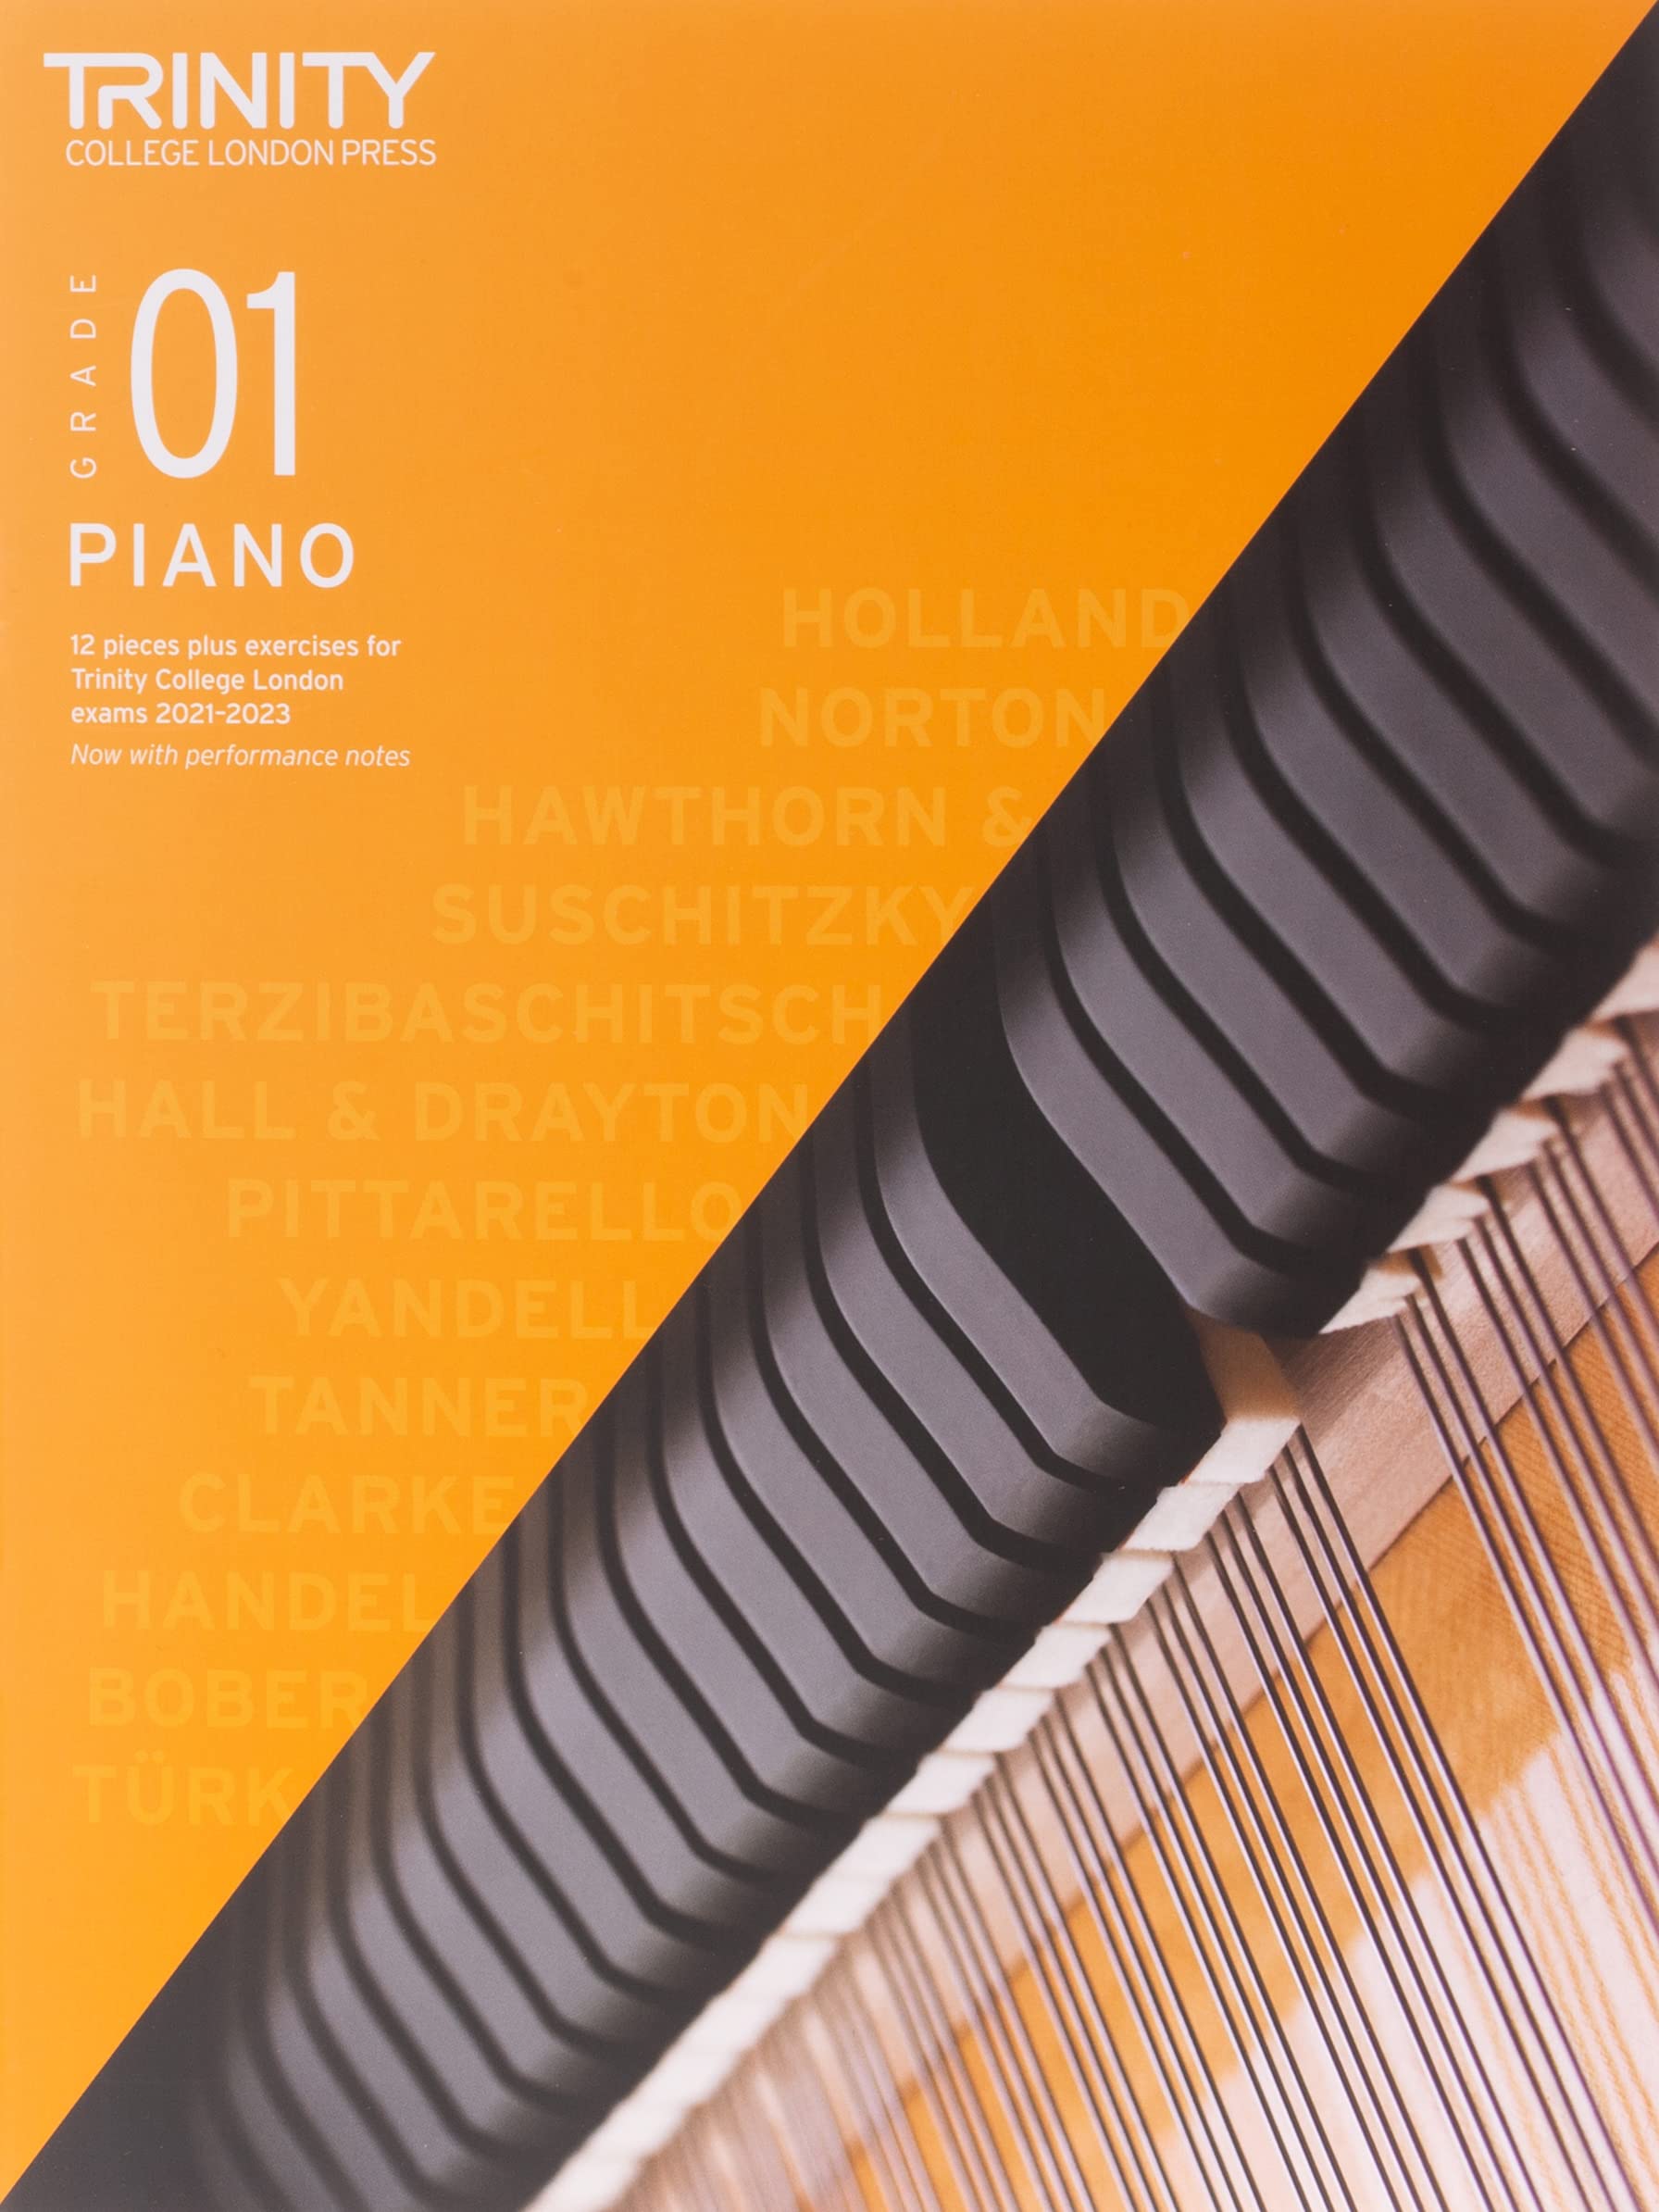 TRINITY
COLLEGE LONDON PRESS
GRADE
01
PIANO
12 pieces plus exercises for
Trinity College London
exams 2021–2023
Now with performance notes
HOLLAND
NORTON
HAWTHORN &
SUSCHITZKY
TERZIBASCHITSCH
HALL & DRAYTON
PITTARELLO
YANDELL
TANNER
CLARKE
HANDEL
BOBER
TÜRK